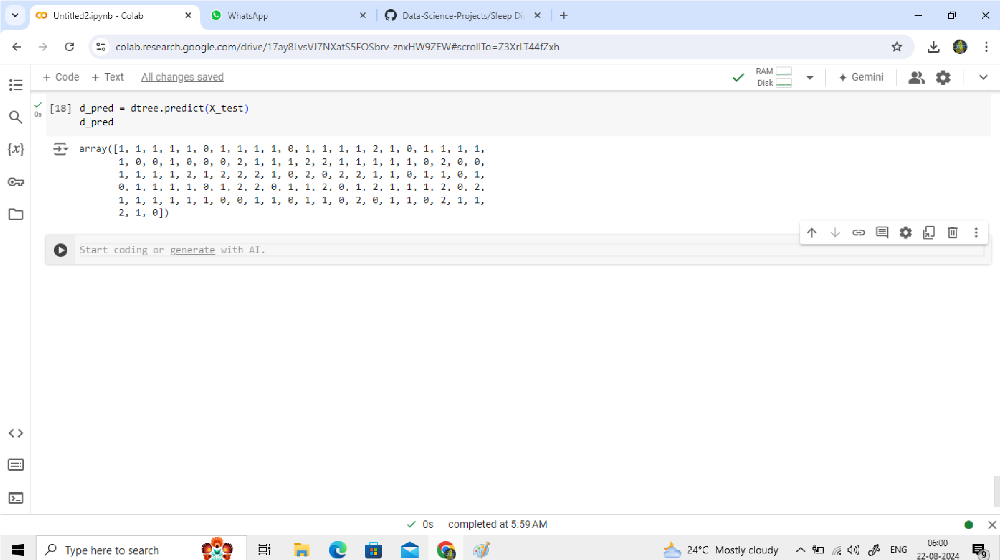 Untitled2.ipynb - Colab
WhatsApp
Data-Science-Projects/Sleep Di
colab.research.google.com/drive/17ay8LvsVJ7NXatS5FOSbrv-znxHW9ZEW#scrollTo=Z3XrLT44fZxh
+ Code + Text All changes saved
RAM
Disk
Gemini
[18] d_pred = dtree.predict(X_test)
0s
d_pred
array([1, 1, 1, 1, 1, 0, 1, 1, 1, 1, 0, 1, 1, 1, 1, 2, 1, 0, 1, 1, 1, 1,
1, 0, 0, 1, 0, 0, 0, 2, 1, 1, 1, 2, 2, 1, 1, 1, 1, 1, 0, 2, 0, 0,
1, 1, 1, 1, 2, 1, 2, 2, 2, 1, 0, 2, 0, 2, 2, 1, 1, 0, 1, 1, 0, 1,
0, 1, 1, 1, 1, 0, 1, 2, 2, 0, 1, 1, 2, 0, 1, 2, 1, 1, 1, 2, 0, 2,
1, 1, 1, 1, 1, 1, 0, 0, 1, 1, 0, 1, 1, 0, 2, 0, 1, 1, 0, 2, 1, 1,
2, 1, 0])
Start coding or generate with AI.
0s completed at 5:59 AM
Type here to search
24°C Mostly cloudy
ENG
06:00
22-08-2024
9